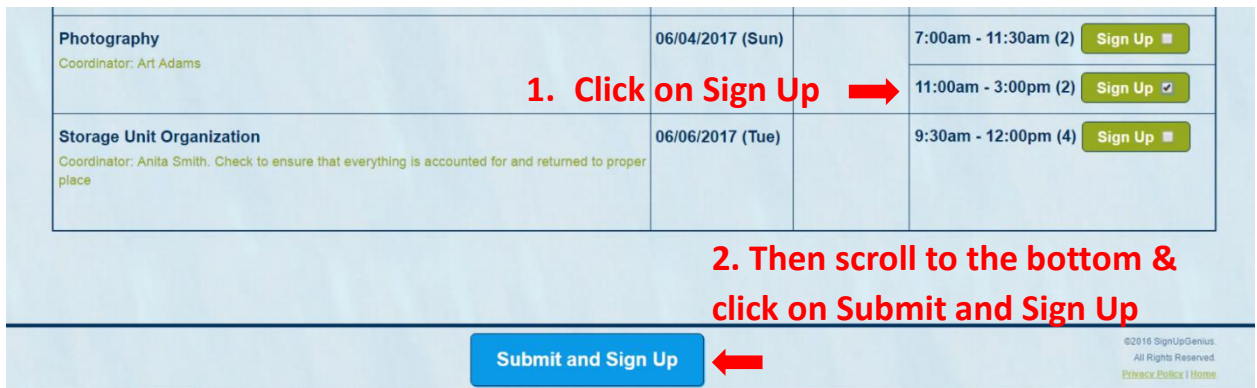 Photography
06/04/2017 (Sun)
7:00am - 11:30am (2)
Sign Up
Coordinator: Art Adams
1. Click on Sign Up
11:00am - 3:00pm (2)
Sign Up
Storage Unit Organization
06/06/2017 (Tue)
9:30am - 12:00pm (4)
Sign Up
Coordinator: Anita Smith. Check to ensure that everything is accounted for and returned to proper
place
2. Then scroll to the bottom &
click on Submit and Sign Up
Submit and Sign Up
©2016 SignUpGenius.
All Rights Reserved.
Privacy Policy | Home